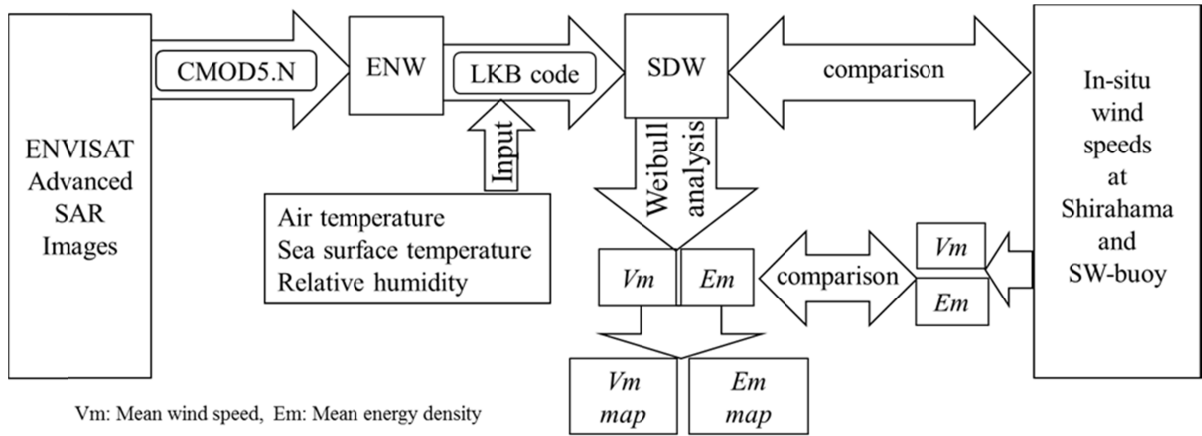 ENVISAT
Advanced
SAR
Images
CMOD5.N
ENW
LKB code
SDW
comparison
In-situ
wind
speeds
at
Shirahama
and
SW-buoy
Input
Air temperature
Sea surface temperature
Relative humidity
Weibull
analysis
Vm
Em
comparison
Vm
Em
Vm
map
Em
map
Vm: Mean wind speed, Em: Mean energy density